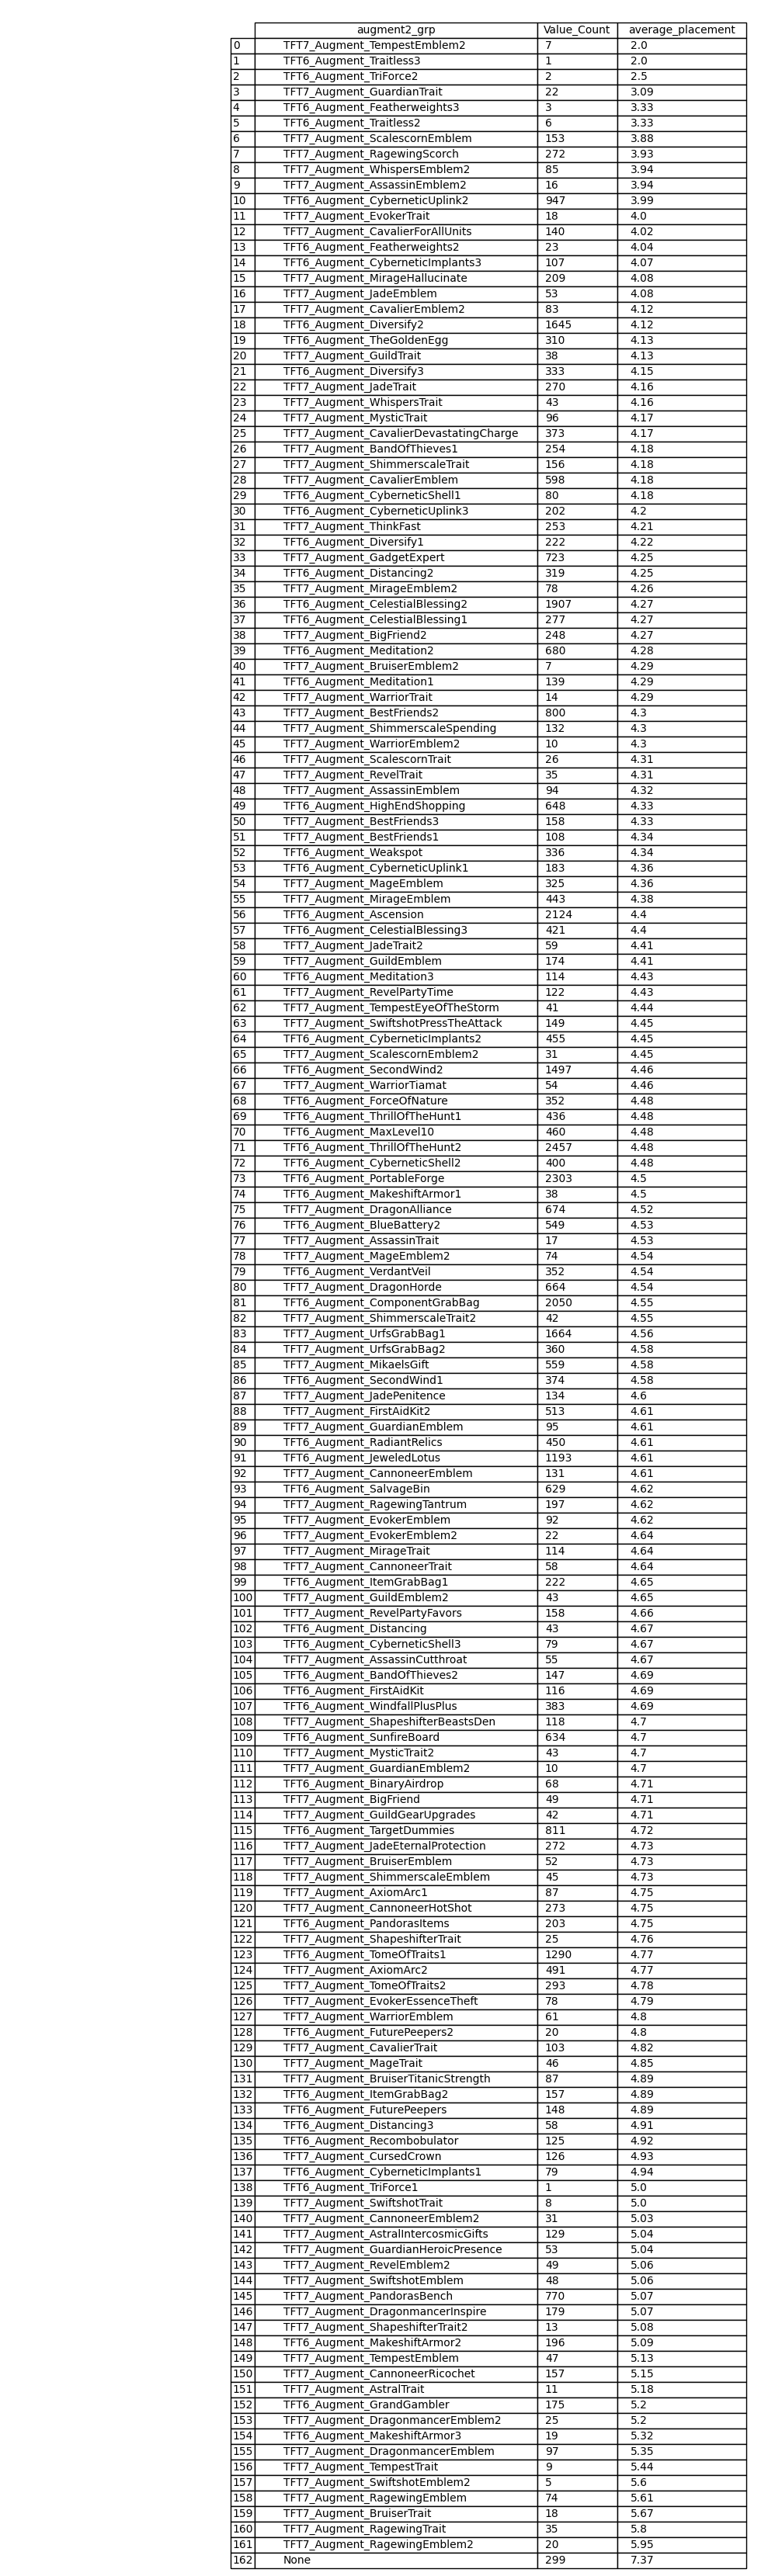 augment2_grp Value_Count average_placement
0 TFT7_Augment_TempestEmblem2 7 2.0
1 TFT6_Augment_Traitless3 1 2.0
2 TFT6_Augment_TriForce2 2 2.5
3 TFT7_Augment_GuardianTrait 22 3.09
4 TFT6_Augment_Featherweights3 3 3.33
5 TFT6_Augment_Traitless2 6 3.33
6 TFT7_Augment_ScalescornEmblem 153 3.88
7 TFT7_Augment_RagewingScorch 272 3.93
8 TFT7_Augment_WhispersEmblem2 85 3.94
9 TFT7_Augment_AssassinEmblem2 16 3.94
10 TFT6_Augment_CyberneticUplink2 947 3.99
11 TFT7_Augment_EvokerTrait 18 4.0
12 TFT7_Augment_CavalierForAllUnits 140 4.02
13 TFT6_Augment_Featherweights2 23 4.04
14 TFT6_Augment_CyberneticImplants3 107 4.07
15 TFT7_Augment_MirageHallucinate 209 4.08
16 TFT7_Augment_JadeEmblem 53 4.08
17 TFT7_Augment_CavalierEmblem2 83 4.12
18 TFT6_Augment_Diversify2 1645 4.12
19 TFT6_Augment_TheGoldenEgg 310 4.13
20 TFT7_Augment_GuildTrait 38 4.13
21 TFT6_Augment_Diversify3 333 4.15
22 TFT7_Augment_JadeTrait 270 4.16
23 TFT7_Augment_WhispersTrait 43 4.16
24 TFT7_Augment_MysticTrait 96 4.17
25 TFT7_Augment_CavalierDevastatingCharge 373 4.17
26 TFT7_Augment_BandOfThieves1 254 4.18
27 TFT7_Augment_ShimmerscaleTrait 156 4.18
28 TFT7_Augment_CavalierEmblem 598 4.18
29 TFT6_Augment_CyberneticShell1 80 4.18
30 TFT6_Augment_CyberneticUplink3 202 4.2
31 TFT7_Augment_ThinkFast 253 4.21
32 TFT6_Augment_Diversify1 222 4.22
33 TFT7_Augment_GadgetExpert 723 4.25
34 TFT6_Augment_Distancing2 319 4.25
35 TFT7_Augment_MirageEmblem2 78 4.26
36 TFT6_Augment_CelestialBlessing2 1907 4.27
37 TFT6_Augment_CelestialBlessing1 277 4.27
38 TFT7_Augment_BigFriend2 248 4.27
39 TFT6_Augment_Meditation2 680 4.28
40 TFT7_Augment_BruiserEmblem2 7 4.29
41 TFT6_Augment_Meditation1 139 4.29
42 TFT7_Augment_WarriorTrait 14 4.29
43 TFT7_Augment_BestFriends2 800 4.3
44 TFT7_Augment_ShimmerscaleSpending 132 4.3
45 TFT7_Augment_WarriorEmblem2 10 4.3
46 TFT7_Augment_ScalescornTrait 26 4.31
47 TFT7_Augment_RevelTrait 35 4.31
48 TFT7_Augment_AssassinEmblem 94 4.32
49 TFT6_Augment_HighEndShopping 648 4.33
50 TFT7_Augment_BestFriends3 158 4.33
51 TFT7_Augment_BestFriends1 108 4.34
52 TFT6_Augment_Weakspot 336 4.34
53 TFT6_Augment_CyberneticUplink1 183 4.36
54 TFT7_Augment_MageEmblem 325 4.36
55 TFT7_Augment_MirageEmblem 443 4.38
56 TFT6_Augment_Ascension 2124 4.4
57 TFT6_Augment_CelestialBlessing3 421 4.4
58 TFT7_Augment_JadeTrait2 59 4.41
59 TFT7_Augment_GuildEmblem 174 4.41
60 TFT6_Augment_Meditation3 114 4.43
61 TFT7_Augment_RevelPartyTime 122 4.43
62 TFT7_Augment_TempestEyeOfTheStorm 41 4.44
63 TFT7_Augment_SwiftshotPressTheAttack 149 4.45
64 TFT6_Augment_CyberneticImplants2 455 4.45
65 TFT7_Augment_ScalescornEmblem2 31 4.45
66 TFT6_Augment_SecondWind2 1497 4.46
67 TFT7_Augment_WarriorTiamat 54 4.46
68 TFT6_Augment_ForceOfNature 352 4.48
69 TFT6_Augment_ThrillOfTheHunt1 436 4.48
70 TFT6_Augment_MaxLevel10 460 4.48
71 TFT6_Augment_ThrillOfTheHunt2 2457 4.48
72 TFT6_Augment_CyberneticShell2 400 4.48
73 TFT6_Augment_PortableForge 2303 4.5
74 TFT6_Augment_MakeshiftArmor1 38 4.5
75 TFT7_Augment_DragonAlliance 674 4.52
76 TFT6_Augment_BlueBattery2 549 4.53
77 TFT7_Augment_AssassinTrait 17 4.53
78 TFT7_Augment_MageEmblem2 74 4.54
79 TFT6_Augment_VerdantVeil 352 4.54
80 TFT7_Augment_DragonHorde 664 4.54
81 TFT6_Augment_ComponentGrabBag 2050 4.55
82 TFT7_Augment_ShimmerscaleTrait2 42 4.55
83 TFT7_Augment_UrfsGrabBag1 1664 4.56
84 TFT7_Augment_UrfsGrabBag2 360 4.58
85 TFT7_Augment_MikaelsGift 559 4.58
86 TFT6_Augment_SecondWind1 374 4.58
87 TFT7_Augment_JadePenitence 134 4.6
88 TFT7_Augment_FirstAidKit2 513 4.61
89 TFT7_Augment_GuardianEmblem 95 4.61
90 TFT6_Augment_RadiantRelics 450 4.61
91 TFT6_Augment_JeweledLotus 1193 4.61
92 TFT7_Augment_CannoneerEmblem 131 4.61
93 TFT6_Augment_SalvageBin 629 4.62
94 TFT7_Augment_RagewingTantrum 197 4.62
95 TFT7_Augment_EvokerEmblem 92 4.62
96 TFT7_Augment_EvokerEmblem2 22 4.64
97 TFT7_Augment_MirageTrait 114 4.64
98 TFT7_Augment_CannoneerTrait 58 4.64
99 TFT6_Augment_ItemGrabBag1 222 4.65
100 TFT7_Augment_GuildEmblem2 43 4.65
101 TFT7_Augment_RevelPartyFavors 158 4.66
102 TFT6_Augment_Distancing 43 4.67
103 TFT6_Augment_CyberneticShell3 79 4.67
104 TFT7_Augment_AssassinCutthroat 55 4.67
105 TFT6_Augment_BandOfThieves2 147 4.69
106 TFT6_Augment_FirstAidKit 116 4.69
107 TFT6_Augment_WindfallPlusPlus 383 4.69
108 TFT7_Augment_ShapeshifterBeastsDen 118 4.7
109 TFT6_Augment_SunfireBoard 634 4.7
110 TFT7_Augment_MysticTrait2 43 4.7
111 TFT7_Augment_GuardianEmblem2 10 4.7
112 TFT6_Augment_BinaryAirdrop 68 4.71
113 TFT7_Augment_BigFriend 49 4.71
114 TFT7_Augment_GuildGearUpgrades 42 4.71
115 TFT6_Augment_TargetDummies 811 4.72
116 TFT7_Augment_JadeEternalProtection 272 4.73
117 TFT7_Augment_BruiserEmblem 52 4.73
118 TFT7_Augment_ShimmerscaleEmblem 45 4.73
119 TFT7_Augment_AxiomArc1 87 4.75
120 TFT7_Augment_CannoneerHotShot 273 4.75
121 TFT6_Augment_PandorasItems 203 4.75
122 TFT7_Augment_ShapeshifterTrait 25 4.76
123 TFT6_Augment_TomeOfTraits1 1290 4.77
124 TFT7_Augment_AxiomArc2 491 4.77
125 TFT7_Augment_TomeOfTraits2 293 4.78
126 TFT7_Augment_EvokerEssenceTheft 78 4.79
127 TFT7_Augment_WarriorEmblem 61 4.8
128 TFT6_Augment_FuturePeepers2 20 4.8
129 TFT7_Augment_CavalierTrait 103 4.82
130 TFT7_Augment_MageTrait 46 4.85
131 TFT7_Augment_BruiserTitanicStrength 87 4.89
132 TFT6_Augment_ItemGrabBag2 157 4.89
133 TFT6_Augment_FuturePeepers 148 4.89
134 TFT6_Augment_Distancing3 58 4.91
135 TFT6_Augment_Recombobulator 125 4.92
136 TFT7_Augment_CursedCrown 126 4.93
137 TFT6_Augment_CyberneticImplants1 79 4.94
138 TFT6_Augment_TriForce1 1 5.0
139 TFT7_Augment_SwiftshotTrait 8 5.0
140 TFT7_Augment_CannoneerEmblem2 31 5.03
141 TFT7_Augment_AstralIntercosmicGifts 129 5.04
142 TFT7_Augment_GuardianHeroicPresence 53 5.04
143 TFT7_Augment_RevelEmblem2 49 5.06
144 TFT7_Augment_SwiftshotEmblem 48 5.06
145 TFT7_Augment_PandorasBench 770 5.07
146 TFT7_Augment_DragonmancerInspire 179 5.07
147 TFT7_Augment_ShapeshifterTrait2 13 5.08
148 TFT6_Augment_MakeshiftArmor2 196 5.09
149 TFT7_Augment_TempestEmblem 47 5.13
150 TFT7_Augment_CannoneerRicochet 157 5.15
151 TFT7_Augment_AstralTrait 11 5.18
152 TFT6_Augment_GrandGambler 175 5.2
153 TFT7_Augment_DragonmancerEmblem2 25 5.2
154 TFT6_Augment_MakeshiftArmor3 19 5.32
155 TFT7_Augment_DragonmancerEmblem 97 5.35
156 TFT7_Augment_TempestTrait 9 5.44
157 TFT7_Augment_SwiftshotEmblem2 5 5.6
158 TFT7_Augment_RagewingEmblem 74 5.61
159 TFT7_Augment_BruiserTrait 18 5.67
160 TFT7_Augment_RagewingTrait 35 5.8
161 TFT7_Augment_RagewingEmblem2 20 5.95
162 None 299 7.37